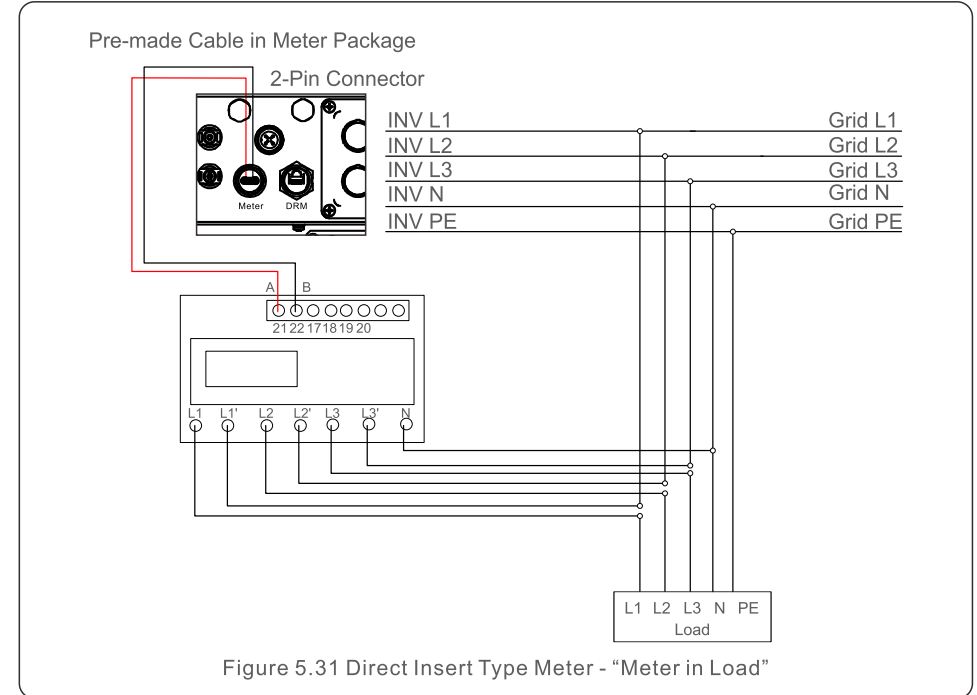 Pre-made Cable in Meter Package
2-Pin Connector
Meter DRM
INV L1 Grid L1
INV L2 Grid L2
INV L3 Grid L3
INV N Grid N
INV PE Grid PE
A B
21 22 17 18 19 20
L1 L1' L2 L2' L3 L3' N
L1 L2 L3 N PE
Load
Figure 5.31 Direct Insert Type Meter - “Meter in Load”